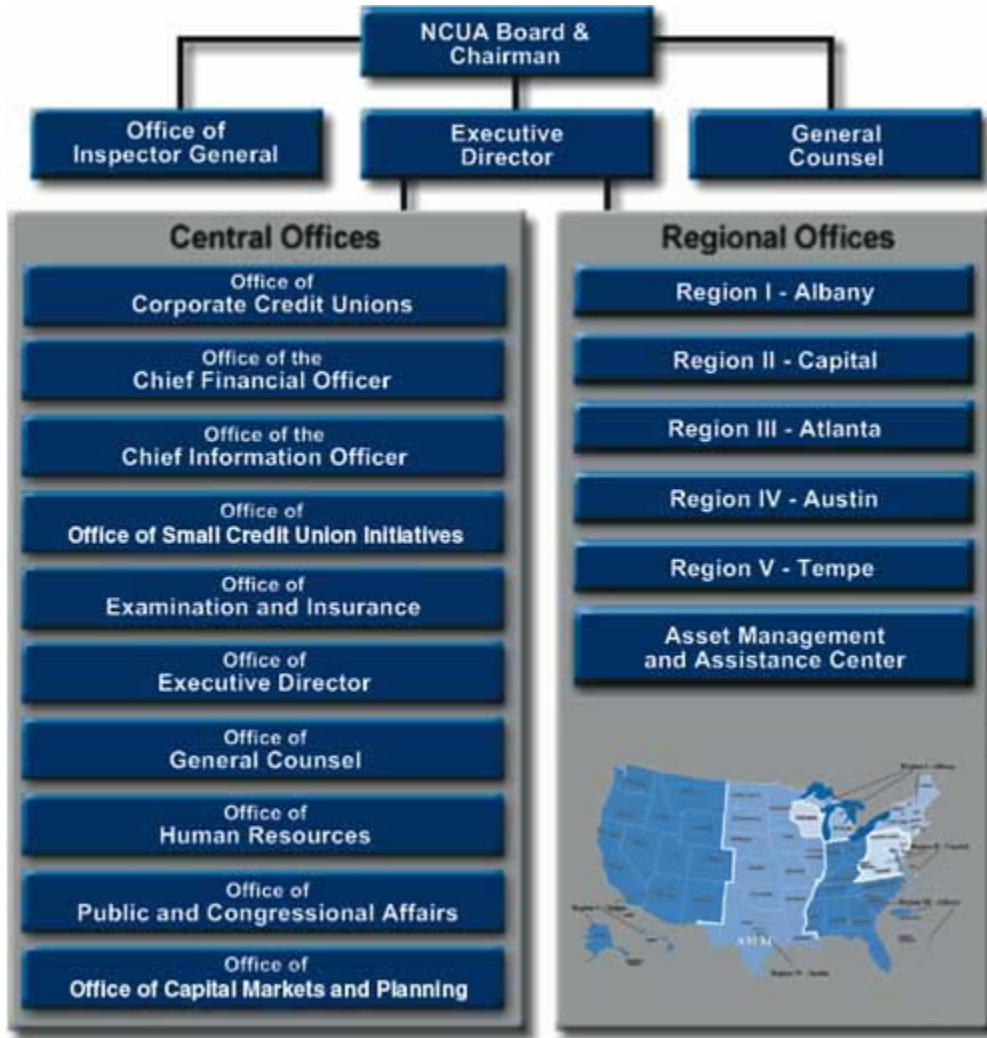 NCUA Board &
Chairman
Office of
Inspector General
Executive
Director
General
Counsel
Central Offices
Office of
Corporate Credit Unions
Office of the
Chief Financial Officer
Office of the
Chief Information Officer
Office of
Office of Small Credit Union Initiatives
Office of
Examination and Insurance
Office of
Executive Director
Office of
General Counsel
Office of
Human Resources
Office of
Public and Congressional Affairs
Office of
Office of Capital Markets and Planning
Regional Offices
Region I - Albany
Region II - Capital
Region III - Atlanta
Region IV - Austin
Region V - Tempe
Asset Management
and Assistance Center